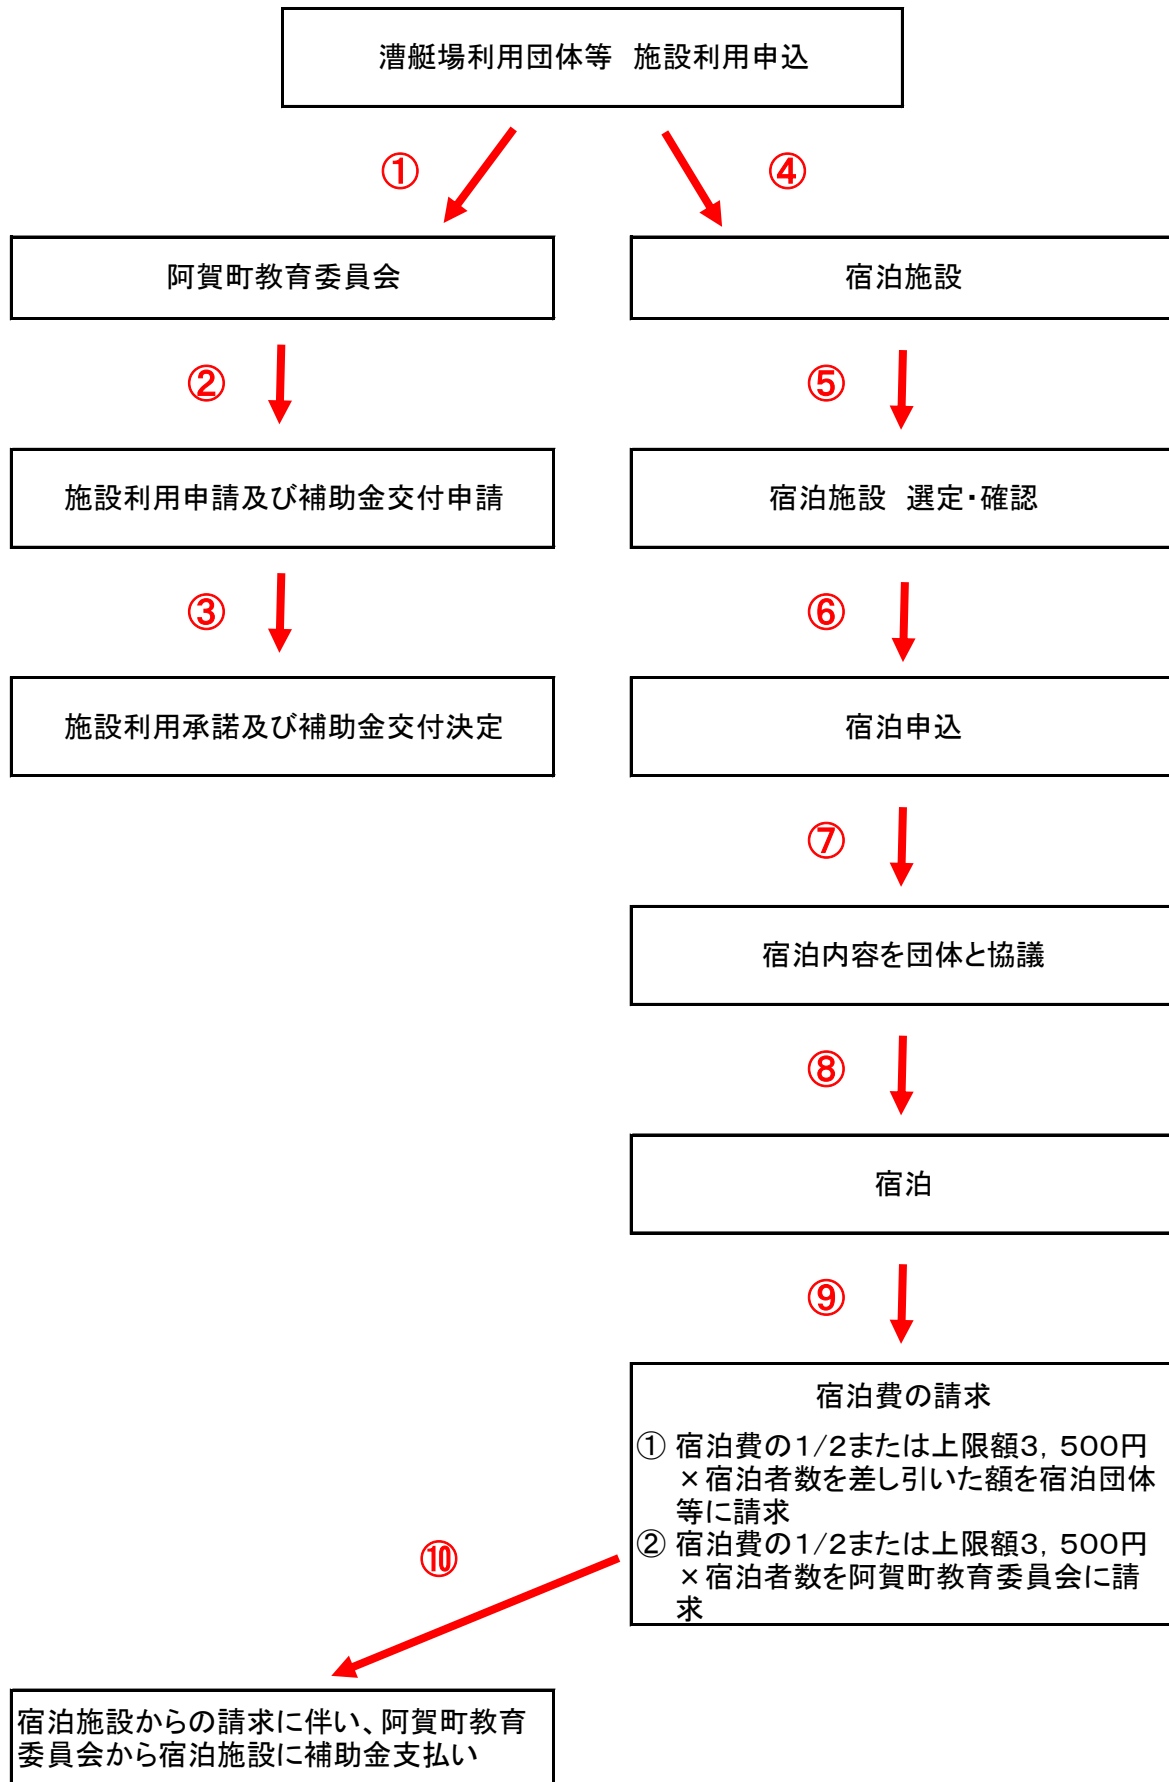 漕艇場利用団体等　施設利用申込
①
④
阿賀町教育委員会
宿泊施設
②
⑤
施設利用申請及び補助金交付申請
宿泊施設　選定・確認
③
⑥
施設利用承諾及び補助金交付決定
宿泊申込
⑦
宿泊内容を団体と協議
⑧
宿泊
⑨
宿泊費の請求
① 宿泊費の1/2または上限額3，500円
×宿泊者数を差し引いた額を宿泊団体
等に請求
② 宿泊費の1/2または上限額3，500円
×宿泊者数を阿賀町教育委員会に請
求
⑩
宿泊施設からの請求に伴い、阿賀町教育
委員会から宿泊施設に補助金支払い